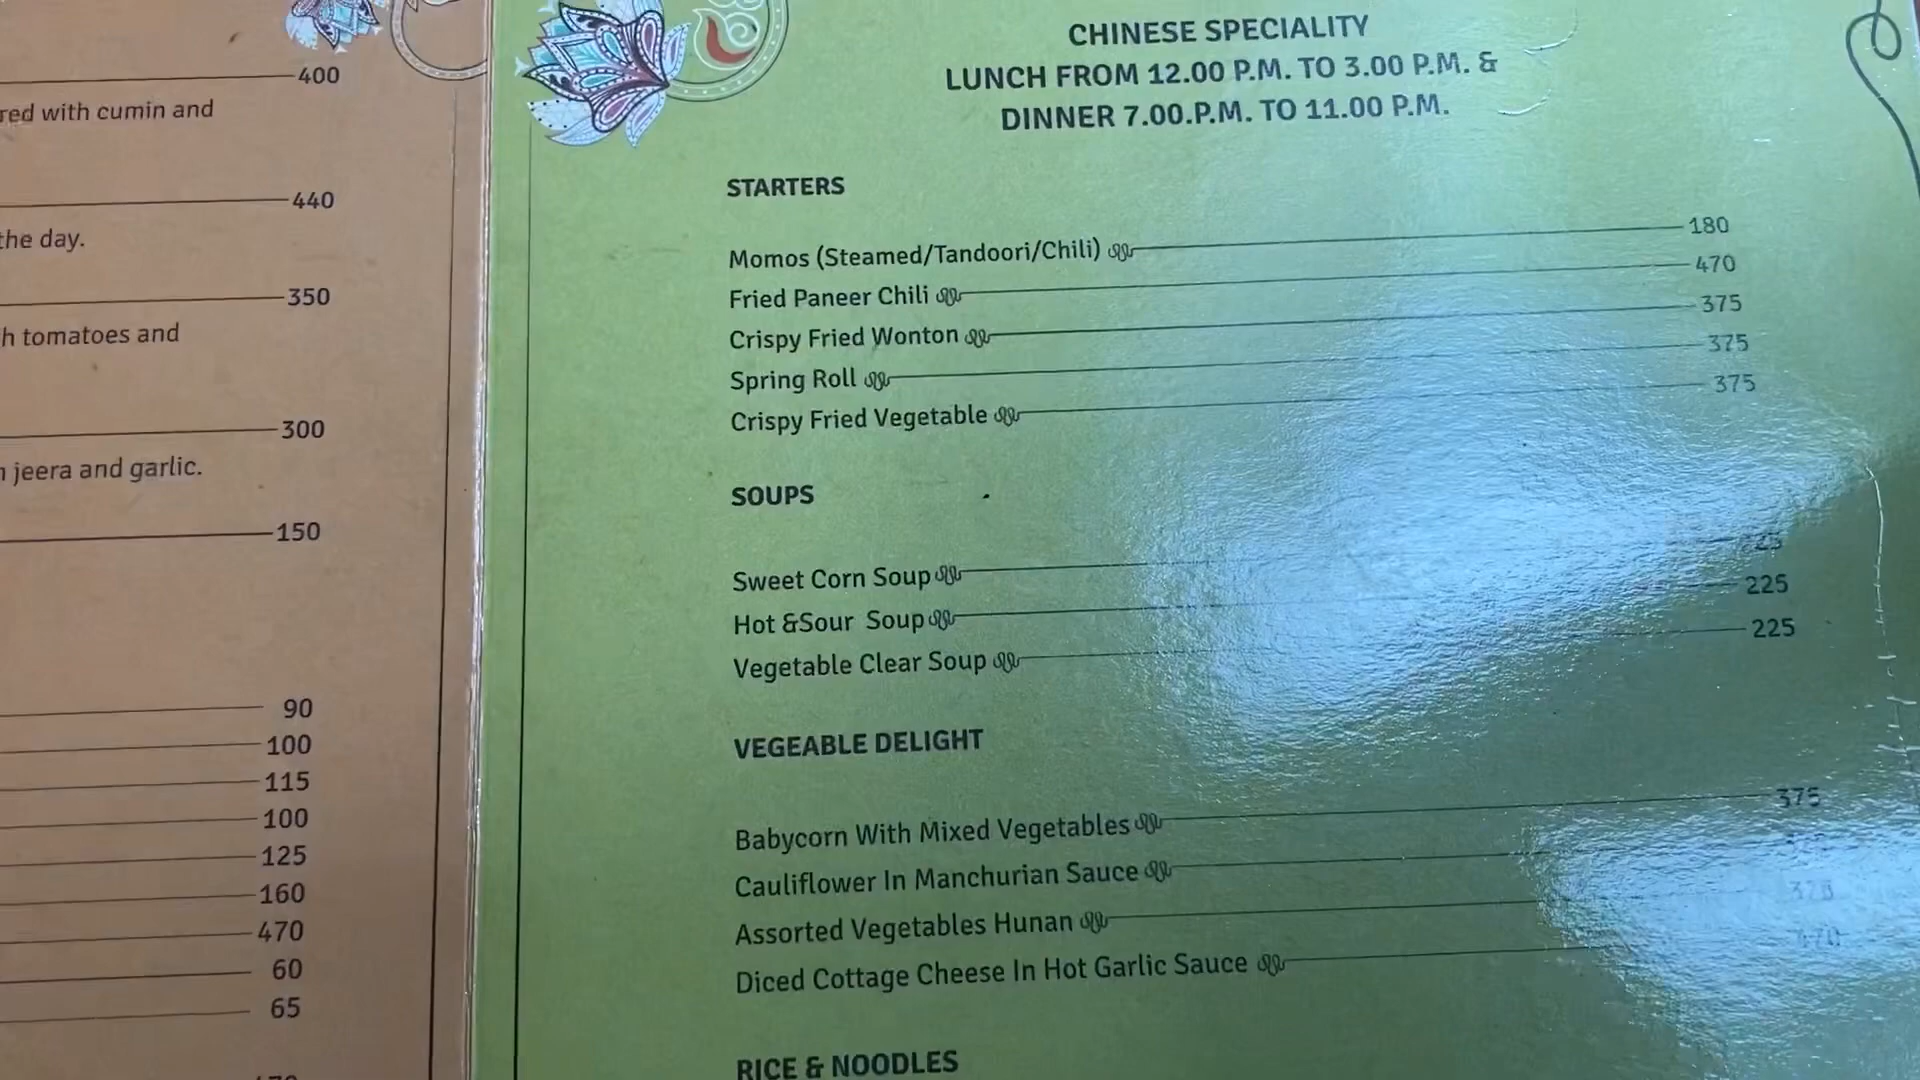 400
red with cumin and
440
the day.
350
h tomatoes and
300
jeera and garlic.
150
90
100
115
100
125
160
470
60
65
CHINESE SPECIALITY
LUNCH FROM 12.00 P.M. TO 3.00 P.M. &
DINNER 7.00.P.M. TO 11.00 P.M.
STARTERS
Momos (Steamed/Tandoori/Chili) 180
Fried Paneer Chili 470
Crispy Fried Wonton 375
Spring Roll 375
Crispy Fried Vegetable 375
SOUPS
Sweet Corn Soup
Hot &Sour Soup 225
Vegetable Clear Soup 225
VEGEABLE DELIGHT
Babycorn With Mixed Vegetables 375
Cauliflower In Manchurian Sauce
Assorted Vegetables Hunan
Diced Cottage Cheese In Hot Garlic Sauce
RICE & NOODLES